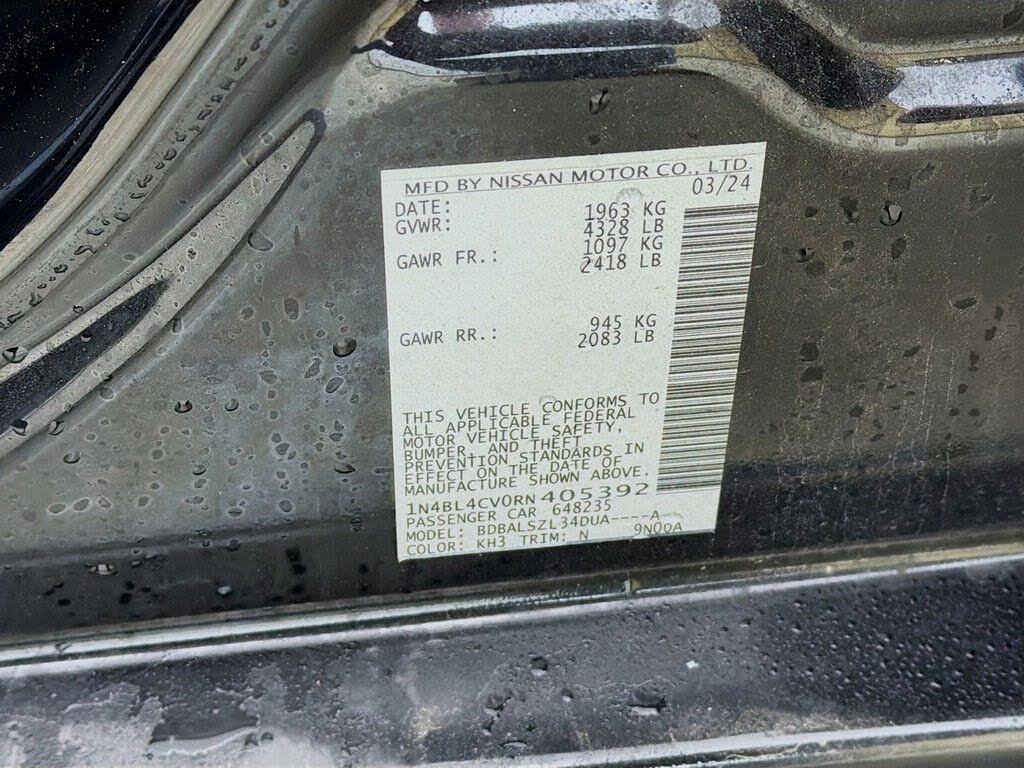 MFD BY NISSAN MOTOR CO., LTD.
03/24
DATE: 1963 KG
GVWR: 4328 LB
1097 KG
GAWR FR.: 2418 LB
945 KG
GAWR RR.: 2083 LB
THIS VEHICLE CONFORMS TO
ALL APPLICABLE FEDERAL
MOTOR VEHICLE SAFETY,
BUMPER, AND THEFT
PREVENTION STANDARDS IN
EFFECT ON THE DATE OF
MANUFACTURE SHOWN ABOVE.
1N4BL4CV0RN405392
PASSENGER CAR 648235
MODEL: BDBALSZL34DUA----A
COLOR: KH3 TRIM: N 9N00A